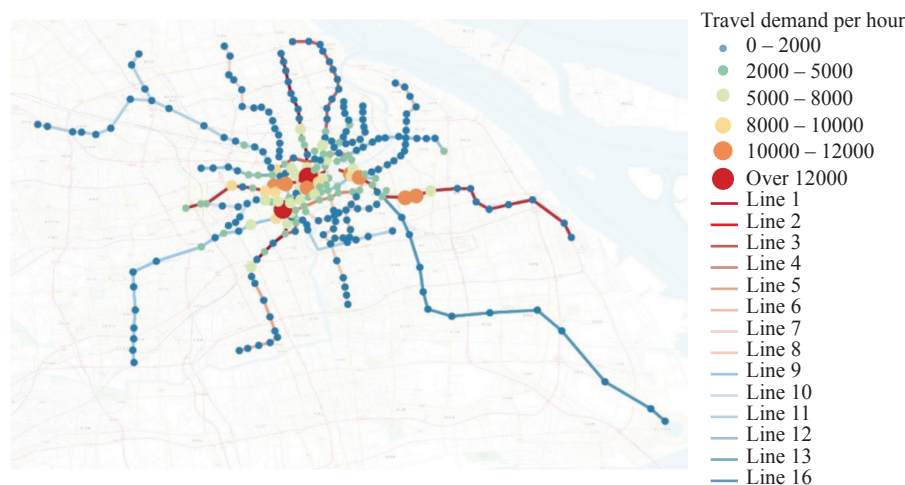 Travel demand per hour
0 – 2000
2000 – 5000
5000 – 8000
8000 – 10000
10000 – 12000
Over 12000
Line 1
Line 2
Line 3
Line 4
Line 5
Line 6
Line 7
Line 8
Line 9
Line 10
Line 11
Line 12
Line 13
Line 16